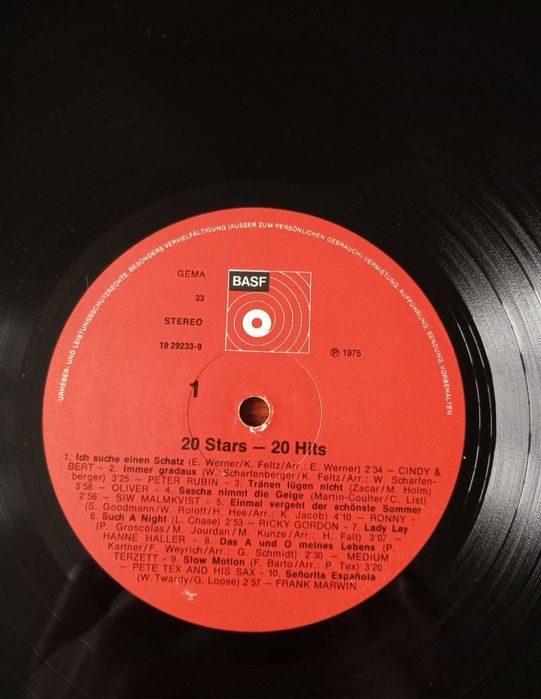 URHEBER- UND LEISTUNGSSCHUTZRECHTE, BESONDERS VERVIELFÄLTIGUNG (AUSSER ZUM PERSÖNLICHEN GEBRAUCH), VERMIETUNG, AUFFÜHRUNG, SENDUNG VORBEHALTEN
GEMA
BASF
33
STEREO
19 29233-9
Ⓟ 1975
1
20 Stars — 20 Hits
1. Ich suche einen Schatz (E. Werner/K. Feltz/Arr.: E. Werner) 2'34 – CINDY &
BERT - 2. Immer gradaus (W. Scharfenberger/K. Feltz/Arr.: W. Scharfen-
berger) 3'25 – PETER RUBIN - 3. Tränen lügen nicht (Zacar/M. Holm)
3'58 – OLIVER - 4. Sascha nimmt die Geige (Martin-Coulter/C. List)
2'56 – SIW MALMKVIST - 5. Einmal vergeht der schönste Sommer
(S. Goodmann/W. Roloff/H. Hee/Arr.: K. Jacob) 4'10 – RONNY -
6. Such A Night (L. Chase) 2'53 – RICKY GORDON - 7. Lady Lay
(P. Groscolas/M. Jourdan/M. Kunze/Arr.: H. Falt) 3'07 –
HANNE HALLER - 8. Das A und O meines Lebens (P.
Kartner/F. Weyrich/Arr.: G. Schmidt) 2'30 – MEDIUM
TERZETT - 9. Slow Motion (F. Barto/Arr.: P. Tex) 3'20
– PETE TEX AND HIS SAX - 10. Señorita Española
(W. Twardy/G. Loose) 2'57 – FRANK MARWIN